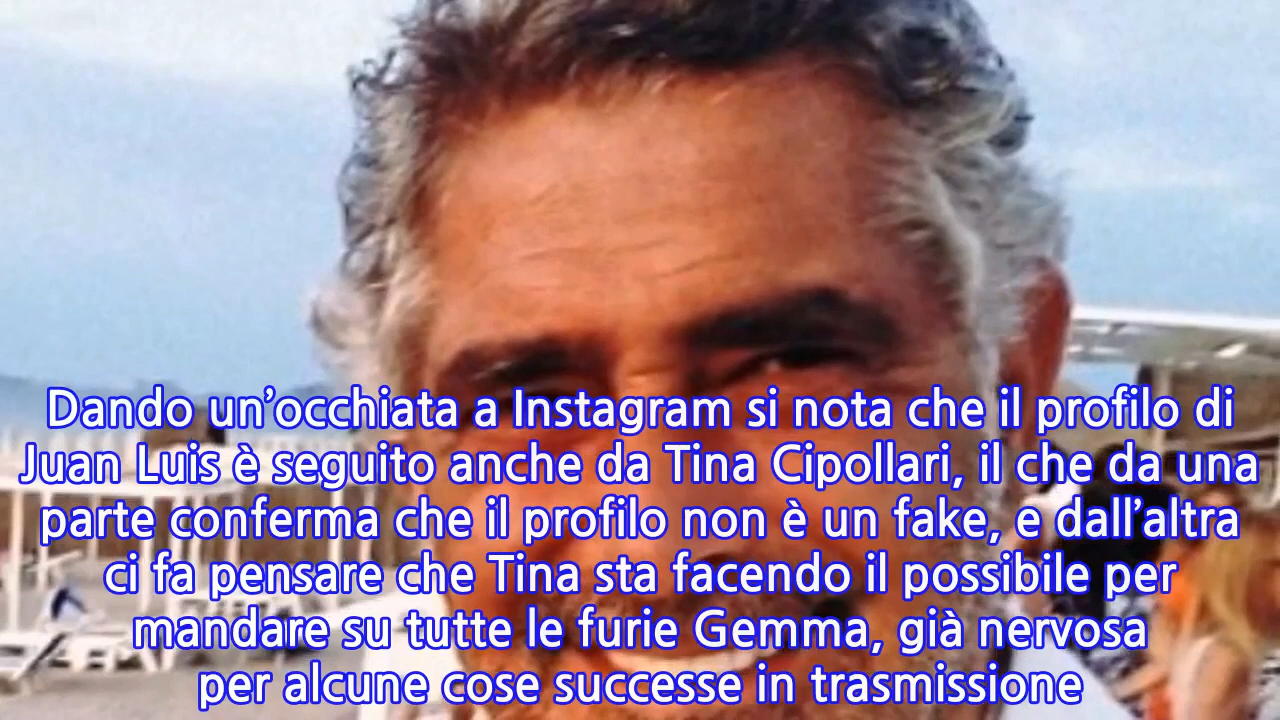 Dando un’occhiata a Instagram si nota che il profilo di
Juan Luis è seguito anche da Tina Cipollari, il che da una
parte conferma che il profilo non è un fake, e dall’altra
ci fa pensare che Tina sta facendo il possibile per
mandare su tutte le furie Gemma, già nervosa
per alcune cose successe in trasmissione